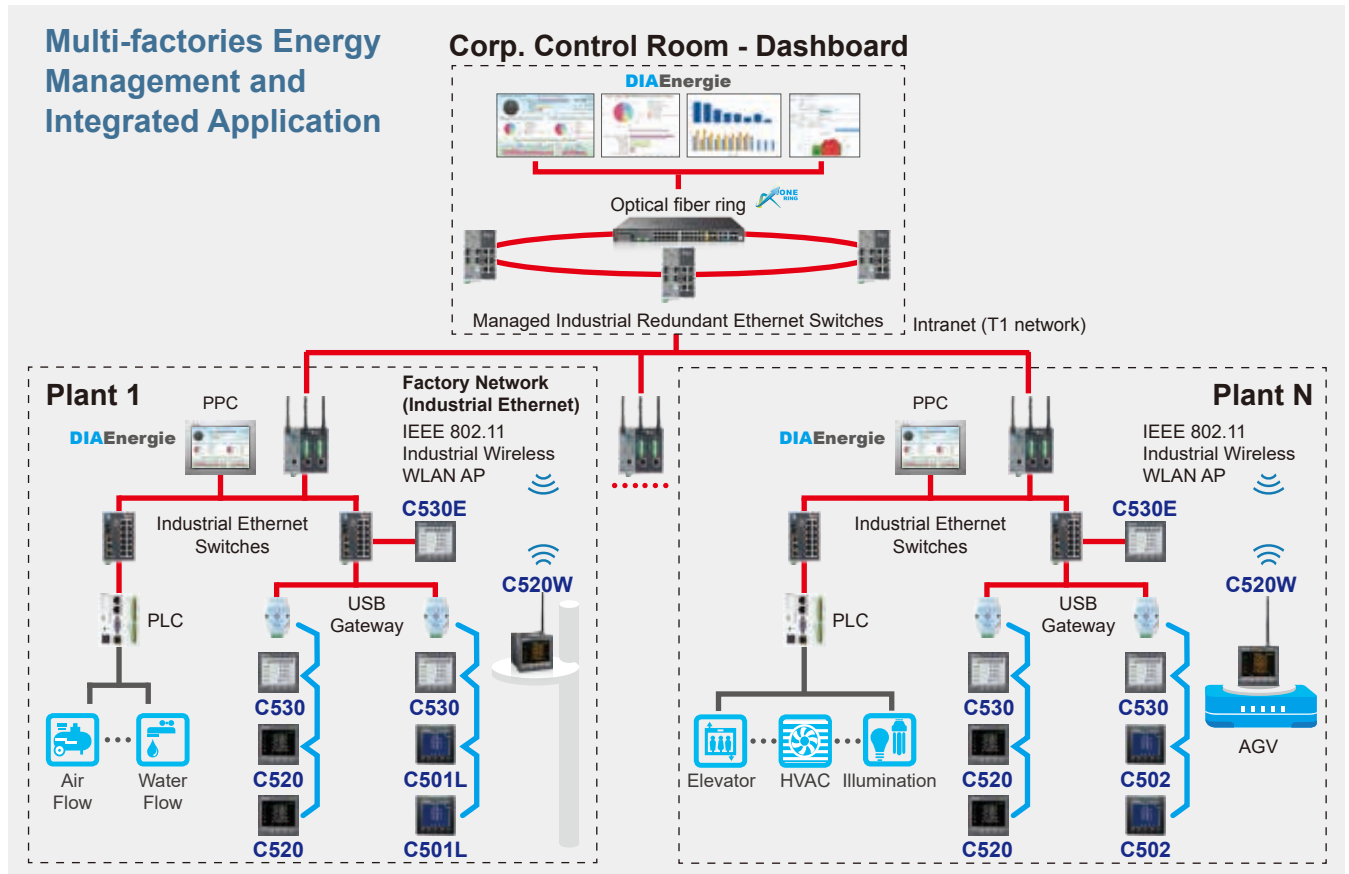 Multi-factories Energy
Management and
Integrated Application
Corp. Control Room - Dashboard
DIAEnergie
Optical fiber ring
ONE
RING
Managed Industrial Redundant Ethernet Switches
Intranet (T1 network)
Plant 1
PPC
DIAEnergie
Factory Network
(Industrial Ethernet)
IEEE 802.11
Industrial Wireless
WLAN AP
C530E
Industrial Ethernet
Switches
C520W
PLC
USB
Gateway
C530
C530
C520
C501L
C520
C501L
Air
Flow
Water
Flow
Plant N
PPC
DIAEnergie
IEEE 802.11
Industrial Wireless
WLAN AP
C530E
Industrial Ethernet
Switches
C520W
PLC
USB
Gateway
C530
C530
AGV
Elevator
HVAC
Illumination
C520
C502
C520
C502